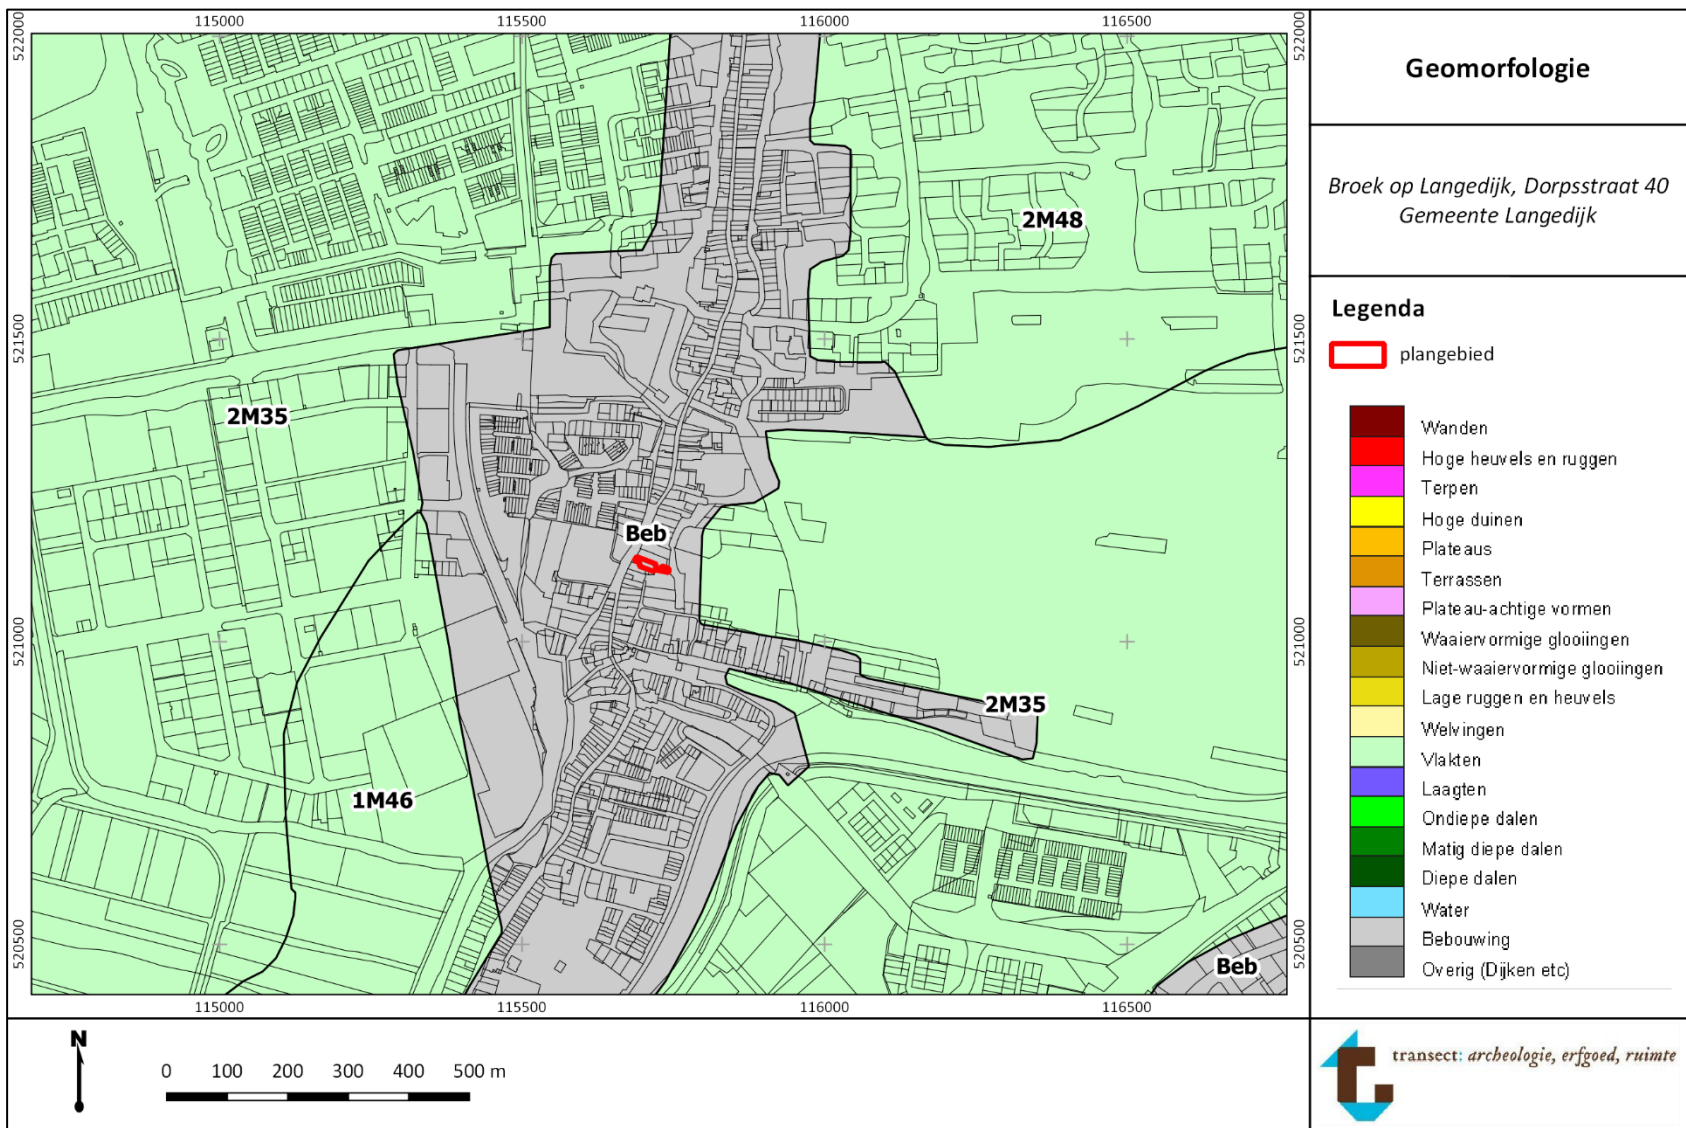 115000 115500 116000 116500
522000 522000
521500 521500
521000 521000
520500 520500
2M48
2M35
Beb
2M35
1M46
Beb
115000 115500 116000 116500
N
0 100 200 300 400 500 m
Geomorfologie
Broek op Langedijk, Dorpsstraat 40
Gemeente Langedijk
Legenda
plangebied
Wanden
Hoge heuvels en ruggen
Terpen
Hoge duinen
Plateaus
Terrassen
Plateau-achtige vormen
Waaiervormige glooiingen
Niet-waaiervormige glooiingen
Lage ruggen en heuvels
Welvingen
Vlakten
Laagten
Ondiepe dalen
Matig diepe dalen
Diepe dalen
Water
Bebouwing
Overig (Dijken etc)
transect: archeologie, erfgoed, ruimte